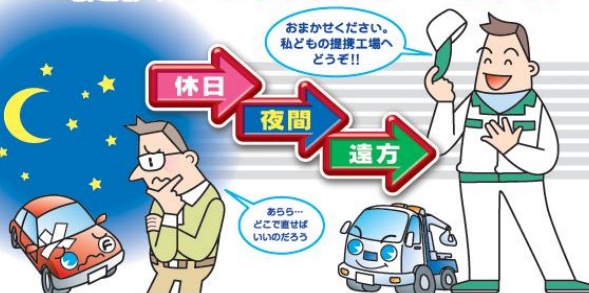 おまかせください。
私どもの提携工場へ
どうぞ!!
休日
夜間
遠方
あらら…
どこで直せば
いいのだろう